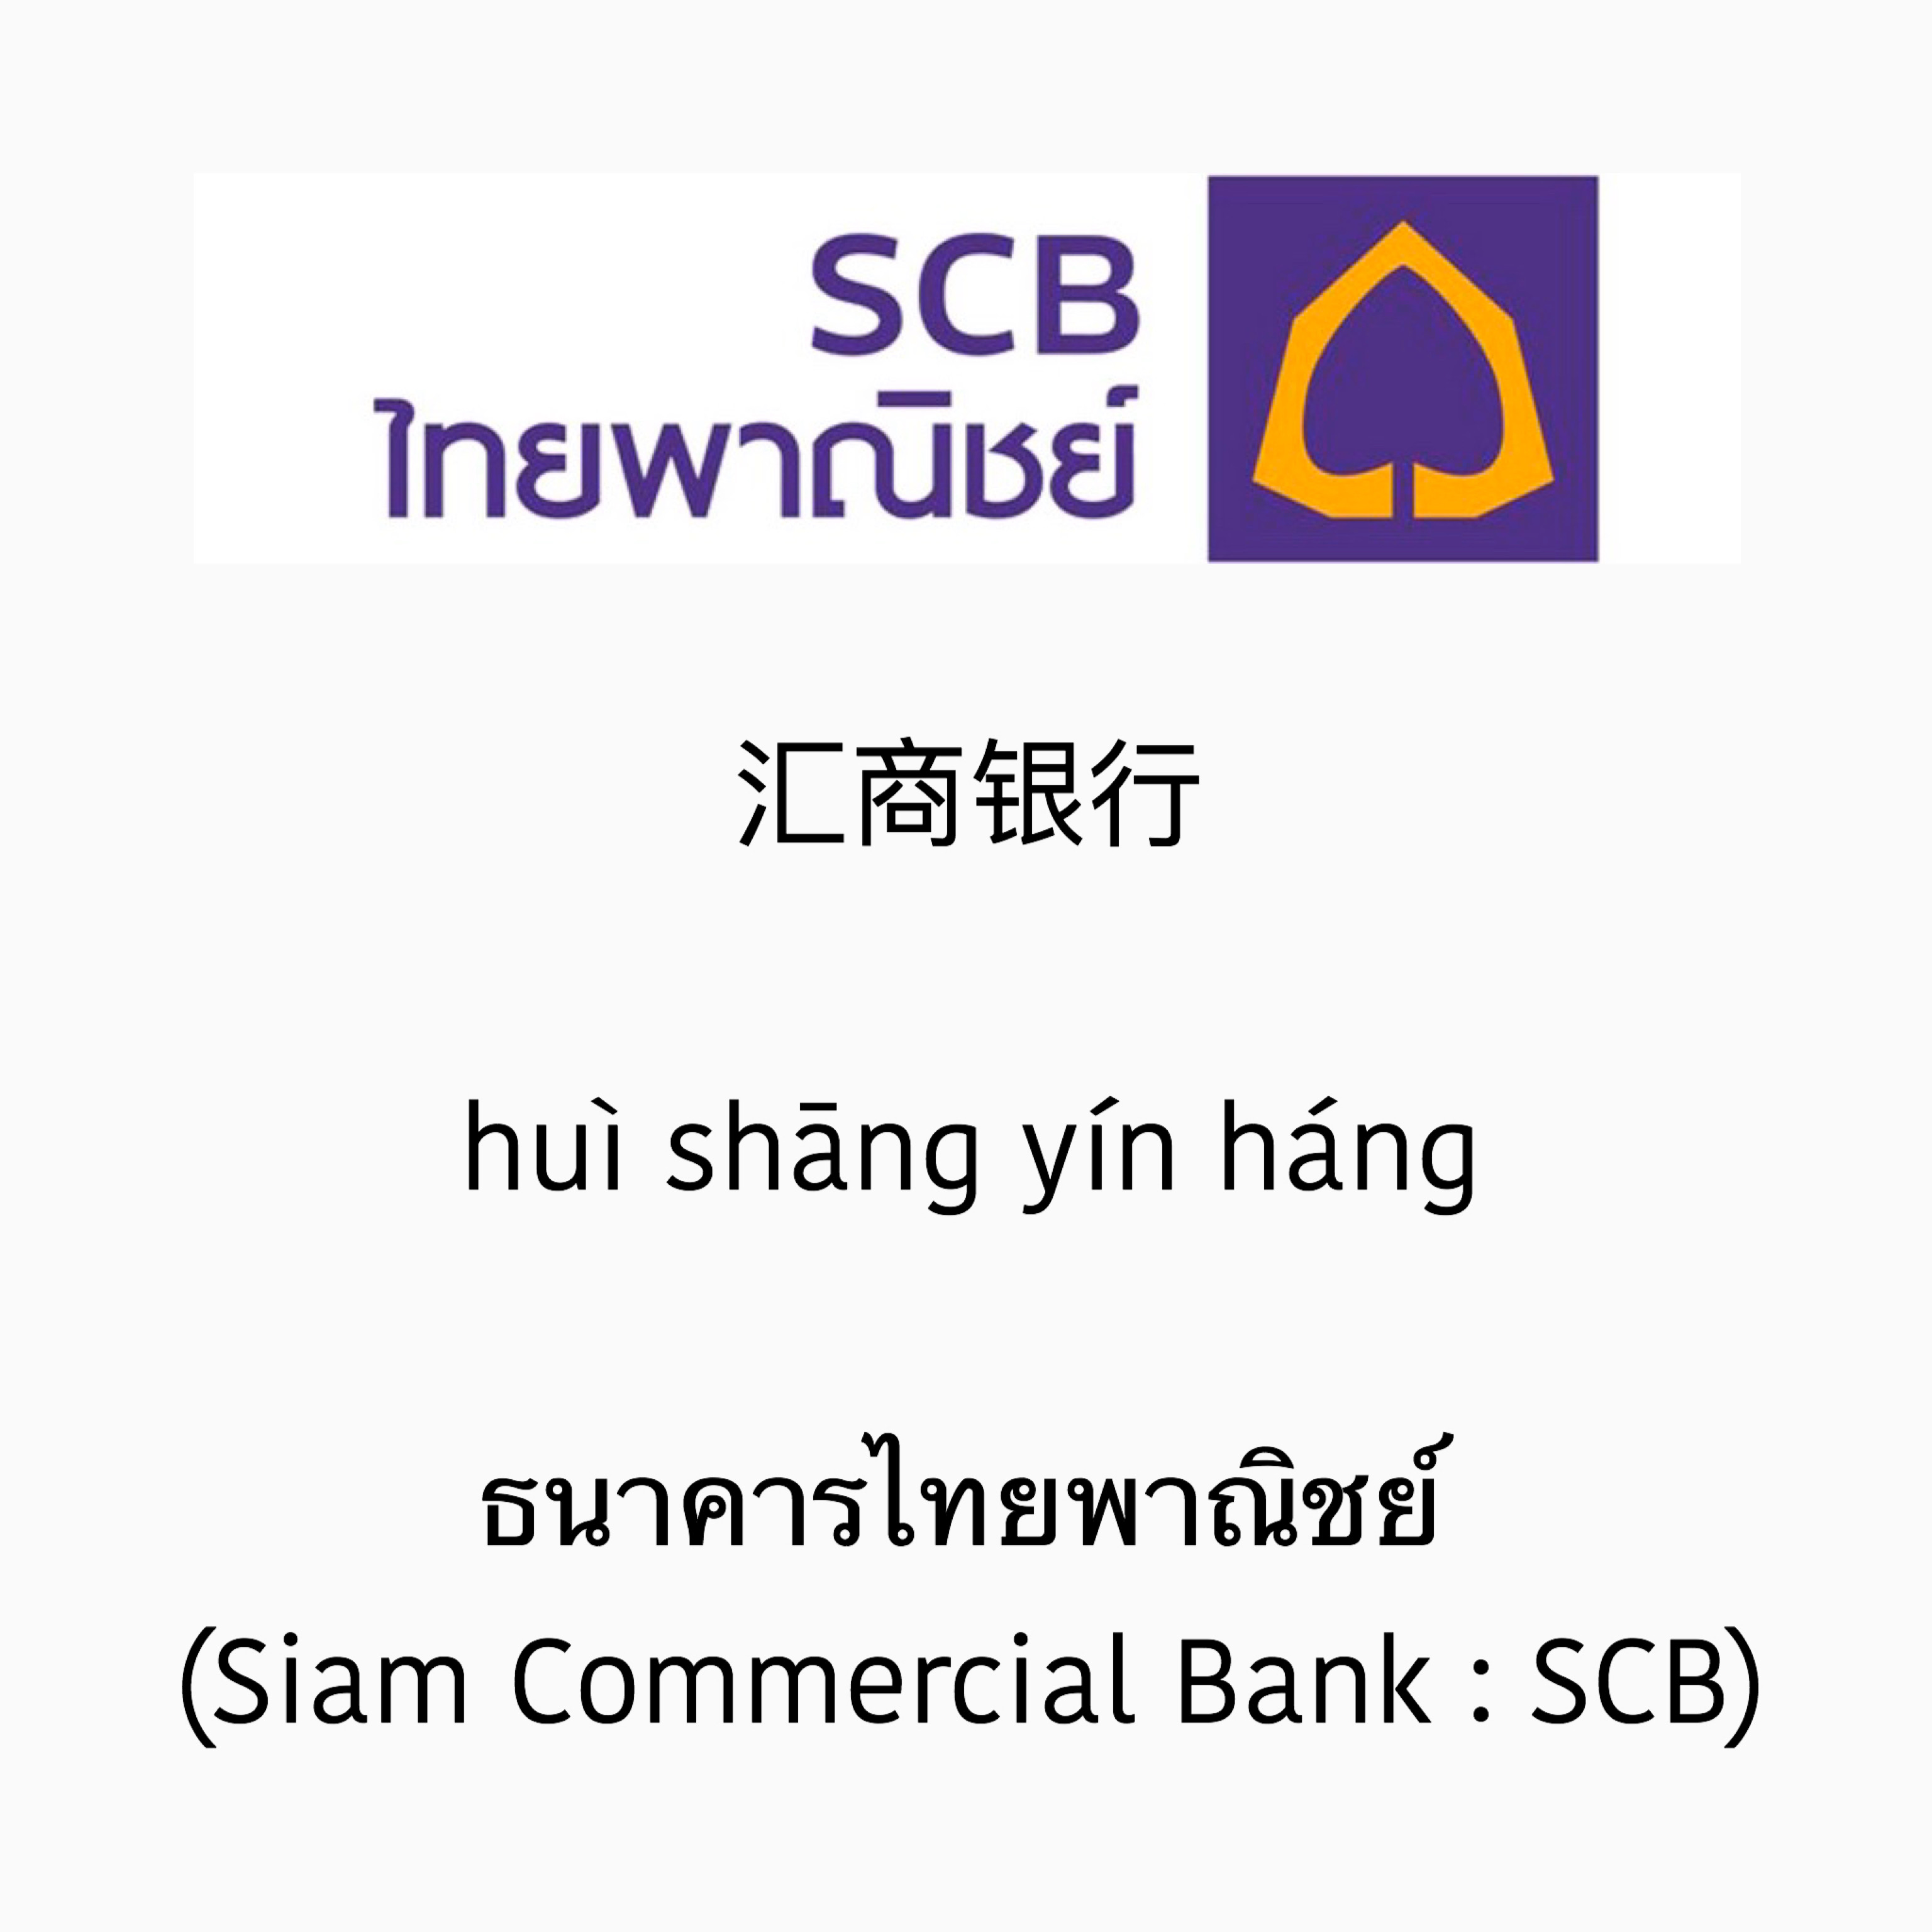 SCB
ไทยพาณิชย์
汇商银行
huì shāng yín háng
ธนาคารไทยพาณิชย์
(Siam Commercial Bank : SCB)